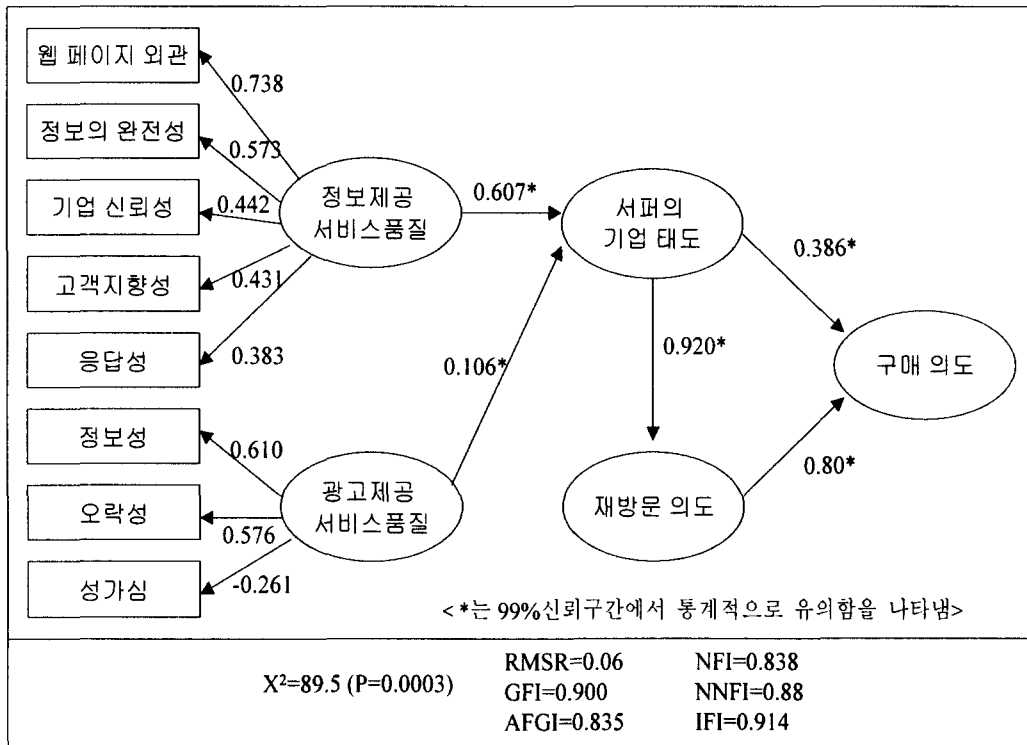 웹 페이지 외관
0.738
정보의 완전성
0.573
기업 신뢰성
0.442
정보제공
서비스품질
0.607*
서퍼의
기업 태도
0.386*
고객지향성
0.431
응답성
0.383
0.106*
0.920*
구매 의도
정보성
0.610
오락성
0.576
광고제공
서비스품질
재방문 의도
0.80*
성가심
-0.261
<*는 99%신뢰구간에서 통계적으로 유의함을 나타냄>
X²=89.5 (P=0.0003)
RMSR=0.06
NFI=0.838
GFI=0.900
NNFI=0.88
AFGI=0.835
IFI=0.914